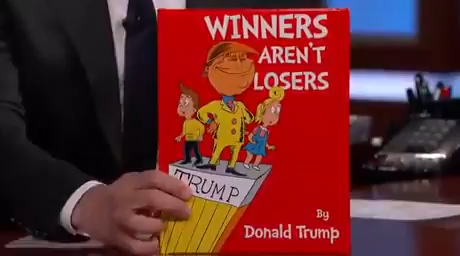 WINNERS
AREN'T
LOSERS
TRUMP
By
Donald Trump